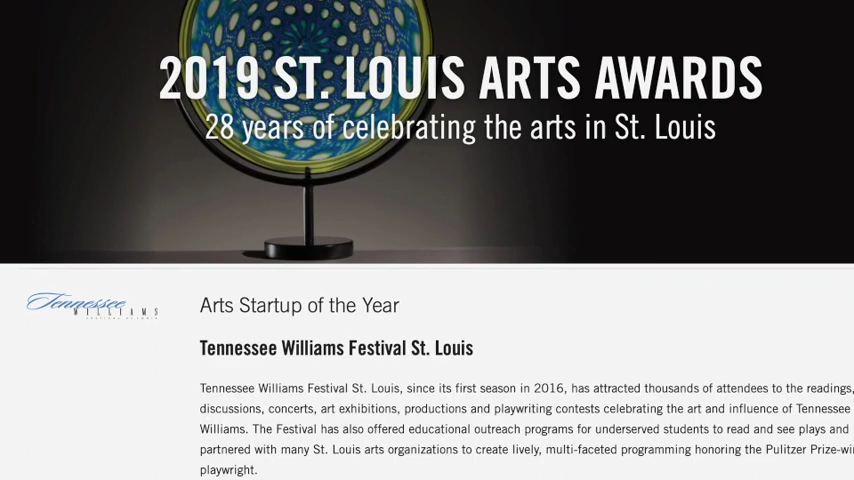 2019 ST. LOUIS ARTS AWARDS
28 years of celebrating the arts in St. Louis
Tennessee
WILLIAMS
Arts Startup of the Year
Tennessee Williams Festival St. Louis
Tennessee Williams Festival St. Louis, since its first season in 2016, has attracted thousands of attendees to the readings,
discussions, concerts, art exhibitions, productions and playwriting contests celebrating the art and influence of Tennessee
Williams. The Festival has also offered educational outreach programs for underserved students to read and see plays and
partnered with many St. Louis arts organizations to create lively, multi-faceted programming honoring the Pulitzer
playwright.